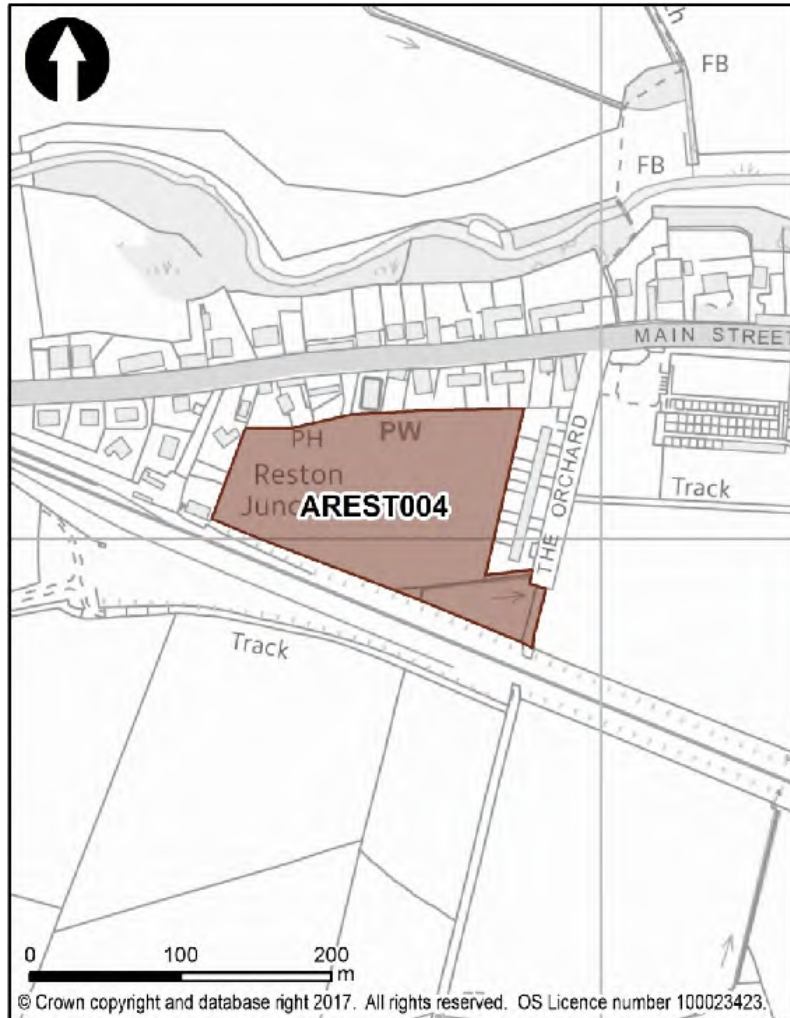 FB
FB
MAIN STREET
PH
PW
Reston
Junc
AREST004
THE ORCHARD
Track
Track
0
100
200
m
© Crown copyright and database right 2017. All rights reserved. OS Licence number 100023423.